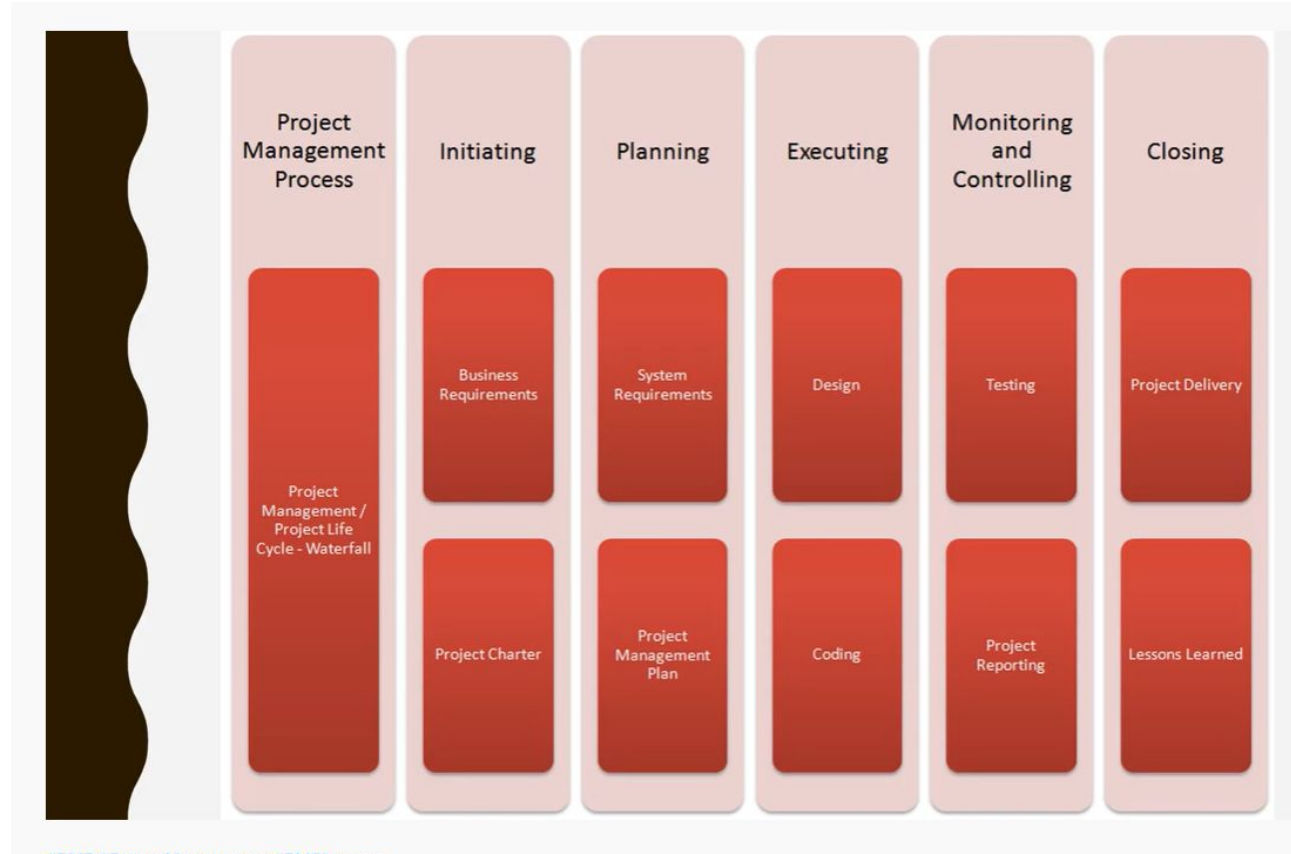 Project
Management
Process
Initiating
Planning
Executing
Monitoring
and
Controlling
Closing
Project
Management /
Project Life
Cycle - Waterfall
Business
Requirements
System
Requirements
Design
Testing
Project Delivery
Project Charter
Project
Management
Plan
Coding
Project
Reporting
Lessons Learned